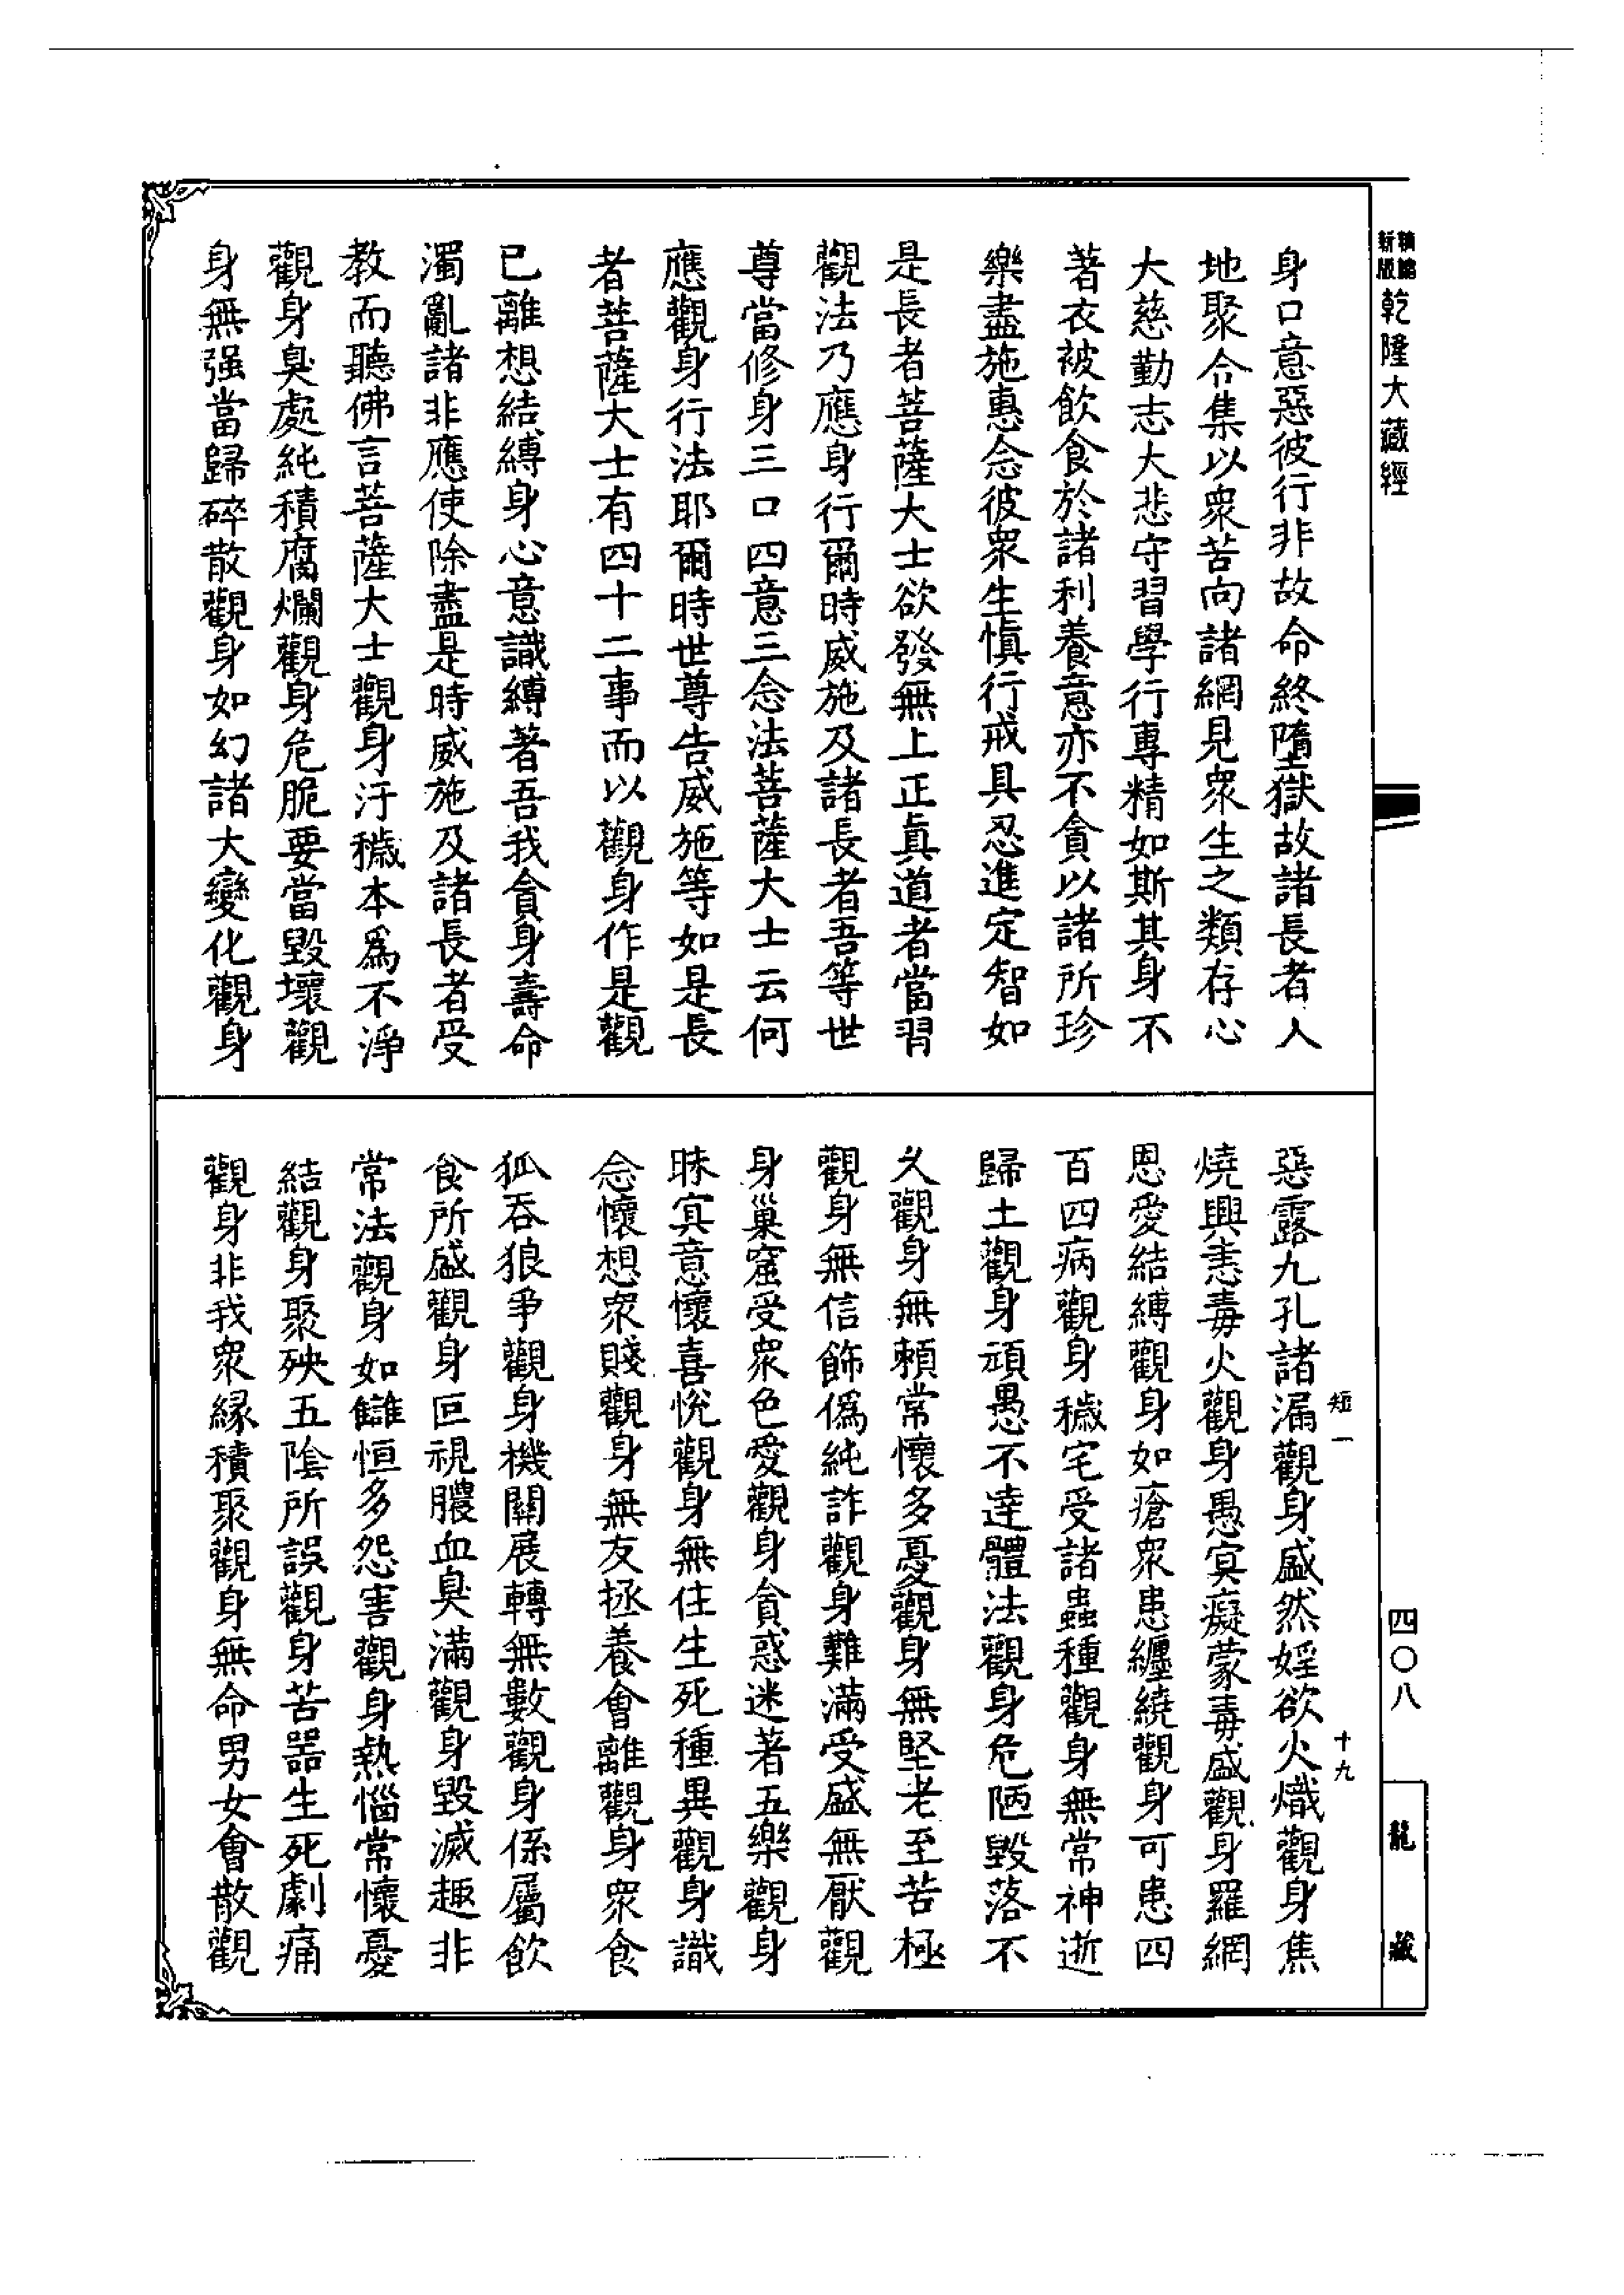 新版
乾隆大藏經
身口意惡彼行非故命終墮獄故諸長者人
地聚合集以衆苦向諸網見衆生之類存心
大慈勤志大悲守習學行專精如斯其身不
著衣被飲食於諸利養意亦不貪以諸所珍
樂盡施惠念彼衆生慎行戒具忍進定智如
是長者菩薩大士欲發無上正眞道者當習
觀法乃應身行爾時威施及諸長者吾等世
尊當修身三口四意三念法菩薩大士云何
應觀身行法耶爾時世尊告威施等如是長
者菩薩大士有四十二事而以觀身作是觀
已離想結縛身心意識縛著吾我貪身壽命
濁亂諸非應使除盡是時威施及諸長者受
教而聽佛言菩薩大士觀身汙穢本爲不淨
觀身臭處純積腐爛觀身危脆要當毀壞觀
身無强當歸碎散觀身如幻諸大變化觀身
惡露九孔諸漏觀身盛然婬欲火熾觀身焦
燒興恚毒火觀身愚冥癡蒙毒盛觀身羅網
恩愛結縛觀身如瘡衆患纏繞觀身可患四
百四病觀身穢宅受諸蟲種觀身無常神逝
歸土觀身頑愚不達體法觀身危陋毀落不
久觀身無賴常懷多憂觀身無堅老至苦極
觀身無信飾僞純詐觀身難滿受盛無厭觀
身巢窟受衆色愛觀身貪惑迷著五樂觀身
昧冥意懷喜悅觀身無住生死種異觀身識
念懷想衆賤觀身無友拯養會離觀身衆食
狐吞狼爭觀身機關展轉無數觀身係屬飲
食所盛觀身叵視膿血臭滿觀身毀滅趣非
常法觀身如讎恒多怨害觀身熱惱常懷憂
結觀身聚殃五陰所誤觀身苦器生死劇痛
觀身非我衆緣積聚觀身無命男女會散觀
短一
十九
四〇八
龍藏